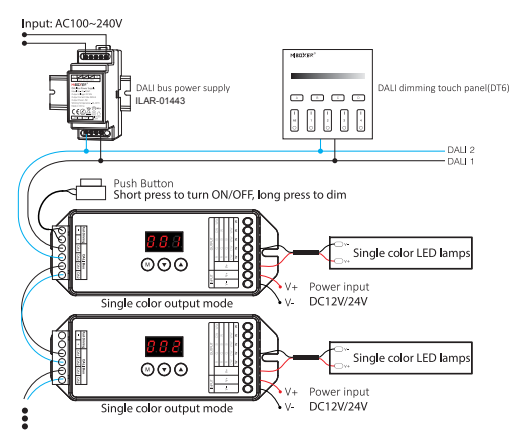 Input: AC100~240V
MIBOXER
DALI bus power supply
ILAR-01443
DALI dimming touch panel(DT6)
DALI 2
DALI 1
Push Button
Short press to turn ON/OFF, long press to dim
001
M
V-
V+
Single color LED lamps
V+ Power input
V- DC12V/24V
Single color output mode
002
M
V-
V+
Single color LED lamps
V+ Power input
V- DC12V/24V
Single color output mode